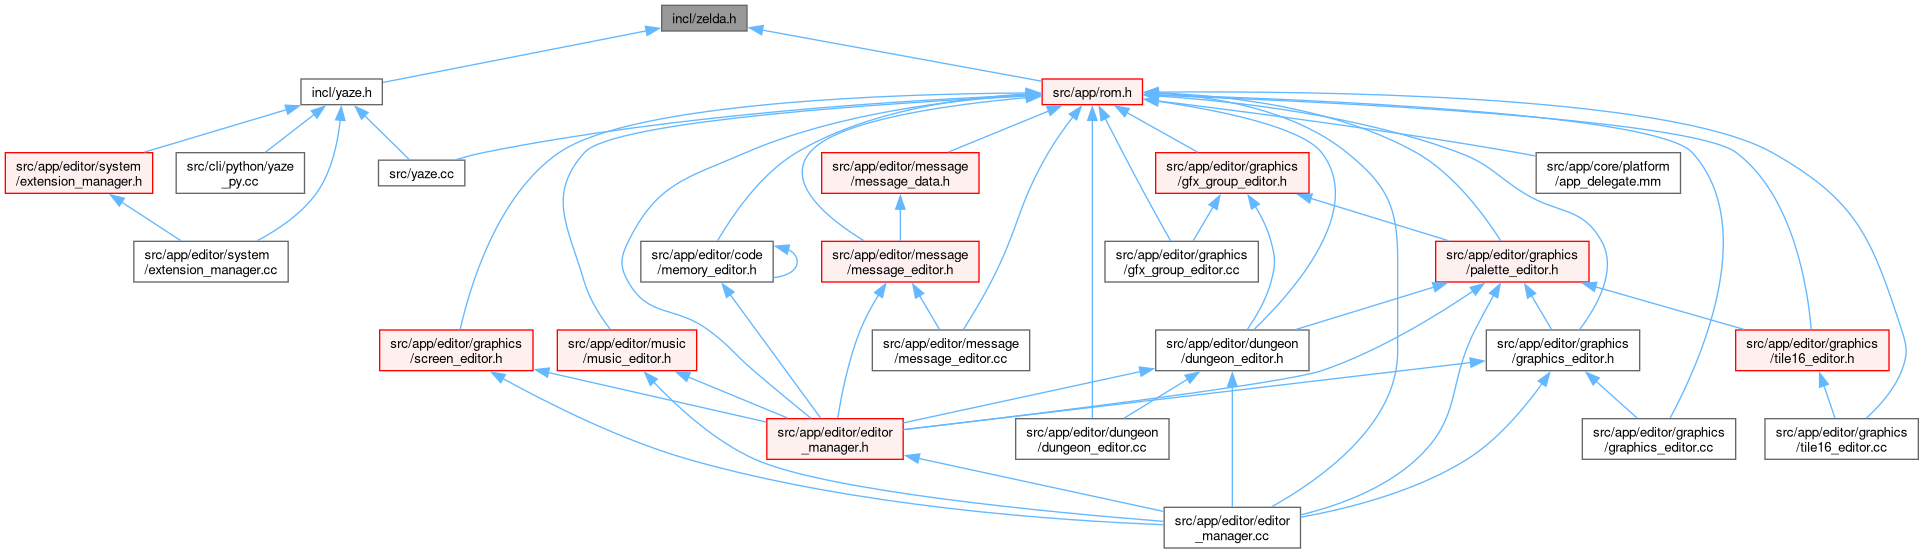 incl/zelda.h
incl/yaze.h
src/app/rom.h
src/app/editor/system
/extension_manager.h
src/cli/python/yaze
_py.cc
src/yaze.cc
src/app/editor/message
/message_data.h
src/app/editor/graphics
/gfx_group_editor.h
src/app/core/platform
/app_delegate.mm
src/app/editor/system
/extension_manager.cc
src/app/editor/code
/memory_editor.h
src/app/editor/message
/message_editor.h
src/app/editor/graphics
/gfx_group_editor.cc
src/app/editor/graphics
/palette_editor.h
src/app/editor/graphics
/screen_editor.h
src/app/editor/music
/music_editor.h
src/app/editor/message
/message_editor.cc
src/app/editor/dungeon
/dungeon_editor.h
src/app/editor/graphics
/graphics_editor.h
src/app/editor/graphics
/tile16_editor.h
src/app/editor/editor
_manager.h
src/app/editor/dungeon
/dungeon_editor.cc
src/app/editor/graphics
/graphics_editor.cc
src/app/editor/graphics
/tile16_editor.cc
src/app/editor/editor
_manager.cc